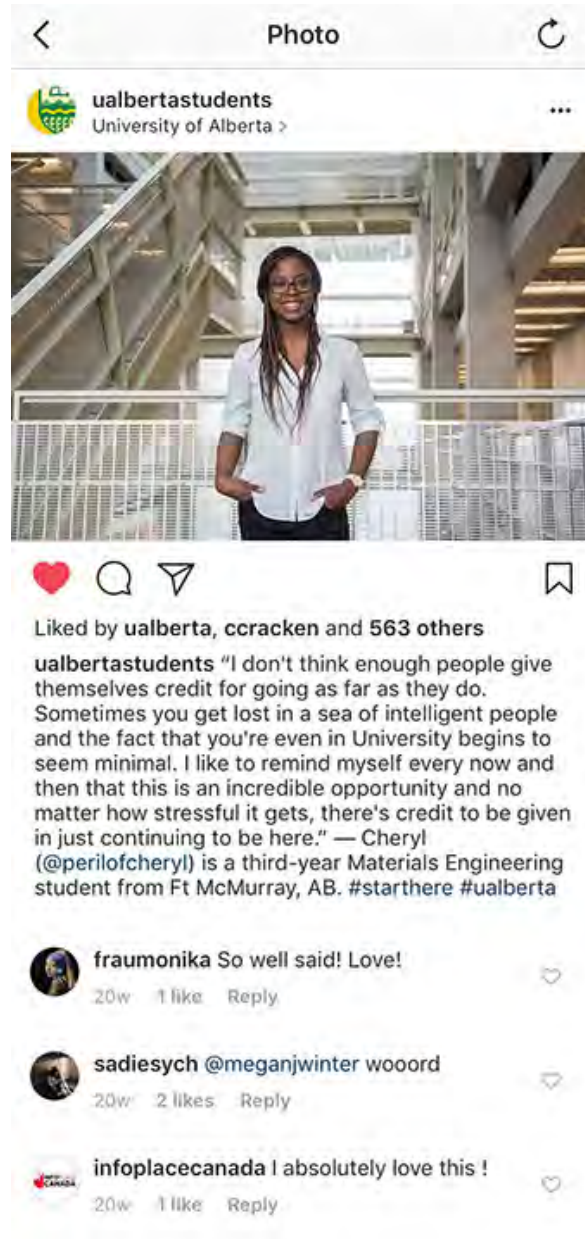 Photo
ualbertastudents
University of Alberta >
Liked by ualberta, ccracken and 563 others
ualbertastudents “I don't think enough people give
themselves credit for going as far as they do.
Sometimes you get lost in a sea of intelligent people
and the fact that you're even in University begins to
seem minimal. I like to remind myself every now and
then that this is an incredible opportunity and no
matter how stressful it gets, there's credit to be given
in just continuing to be here.” — Cheryl
(@perilofcheryl) is a third-year Materials Engineering
student from Ft McMurray, AB. #starthere #ualberta
fraumonika So well said! Love!
20w 1 like Reply
sadiesych @meganjwinter wooord
20w 2 likes Reply
infoplacecanada I absolutely love this !
CANADA
20w 1 like Reply